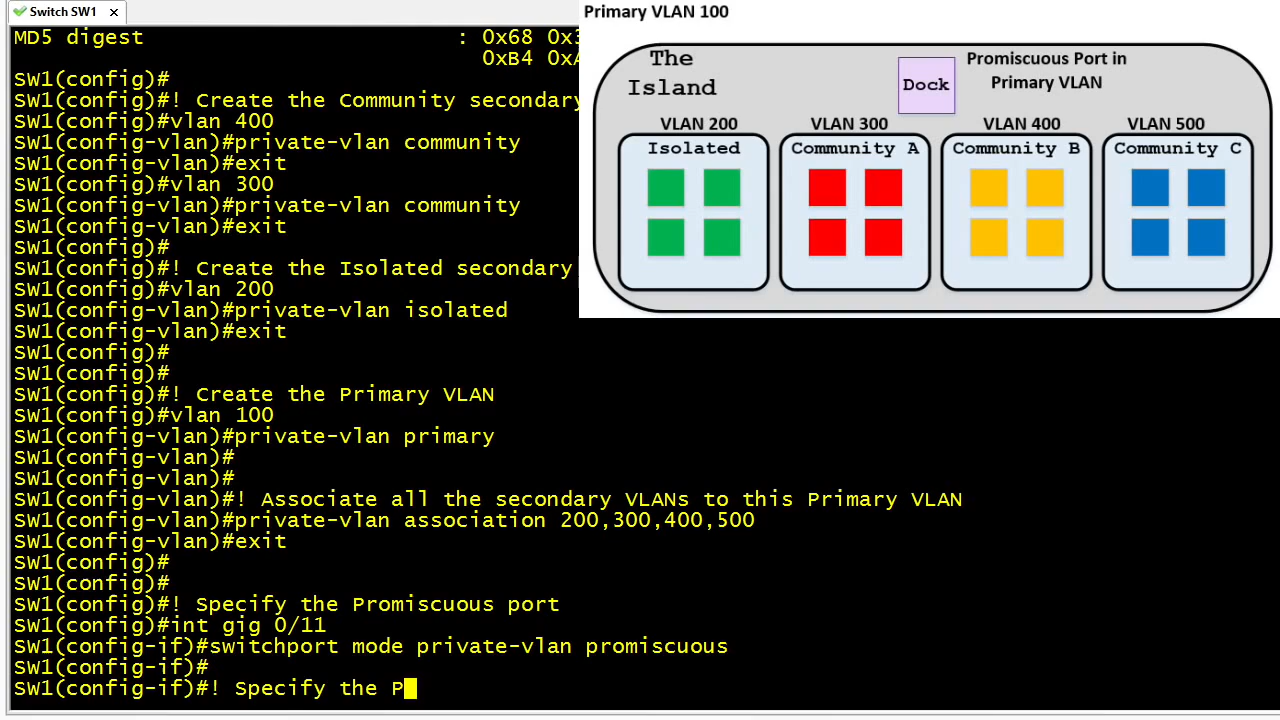 Switch SW1 ×
MD5 digest : 0x68
0xB4
SW1(config)#
SW1(config)#! Create the Community secondary
SW1(config)#vlan 400
SW1(config-vlan)#private-vlan community
SW1(config-vlan)#exit
SW1(config)#vlan 300
SW1(config-vlan)#private-vlan community
SW1(config-vlan)#exit
SW1(config)#
SW1(config)#! Create the Isolated secondary
SW1(config)#vlan 200
SW1(config-vlan)#private-vlan isolated
SW1(config-vlan)#exit
SW1(config)#
SW1(config)#
SW1(config)#! Create the Primary VLAN
SW1(config)#vlan 100
SW1(config-vlan)#private-vlan primary
SW1(config-vlan)#
SW1(config-vlan)#
SW1(config-vlan)#! Associate all the secondary VLANs to this Primary VLAN
SW1(config-vlan)#private-vlan association 200,300,400,500
SW1(config-vlan)#exit
SW1(config)#
SW1(config)#
SW1(config)#! Specify the Promiscuous port
SW1(config)#int gig 0/11
SW1(config-if)#switchport mode private-vlan promiscuous
SW1(config-if)#
SW1(config-if)#! Specify the P
Primary VLAN 100
The
Island
Dock
Promiscuous Port in
Primary VLAN
VLAN 200
VLAN 300
VLAN 400
VLAN 500
Isolated
Community A
Community B
Community C